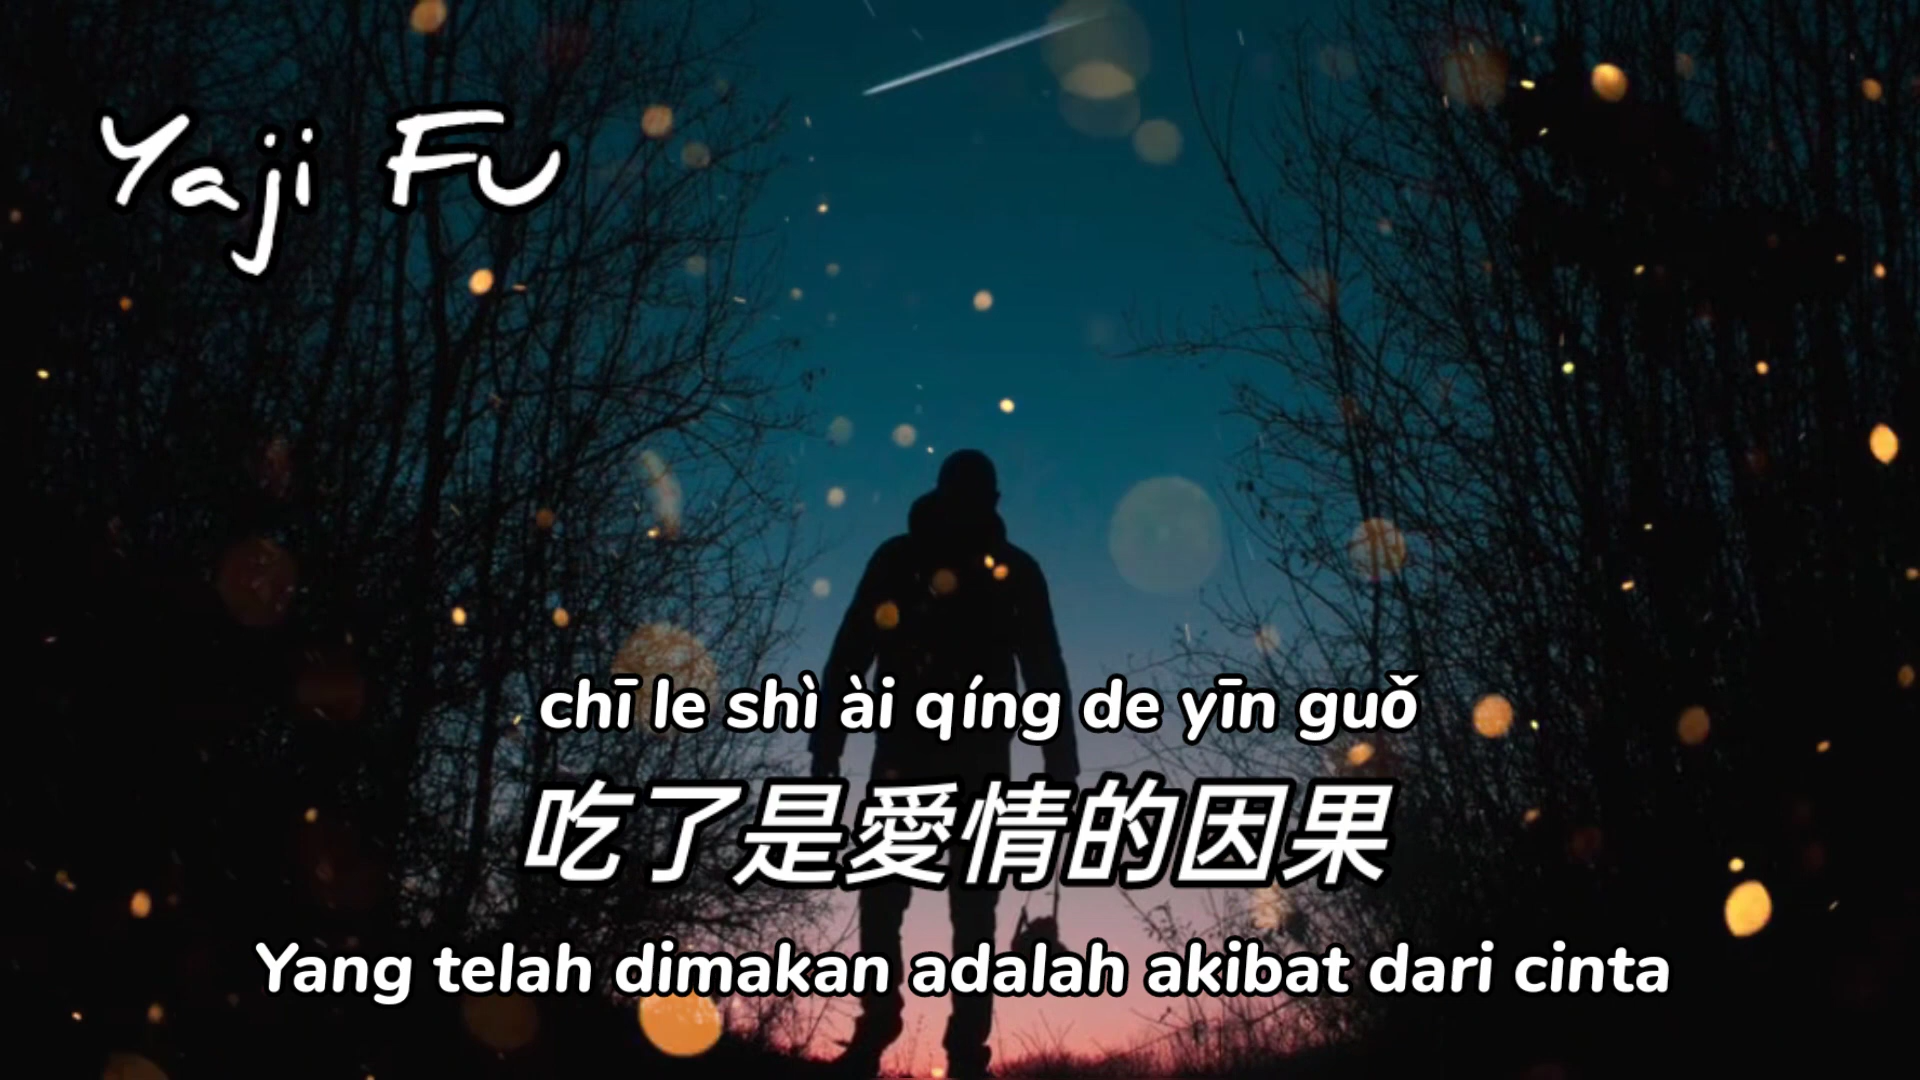 Yaji Fu
chī le shì ài qíng de yīn guǒ
吃了是愛情的因果
Yang telah dimakan adalah akibat dari cinta